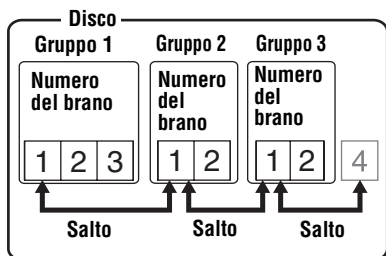 Disco
Gruppo 1 Gruppo 2 Gruppo 3
Numero del brano
Numero del brano
Numero del brano
1 2 3 1 2 1 2 4
Salto Salto Salto